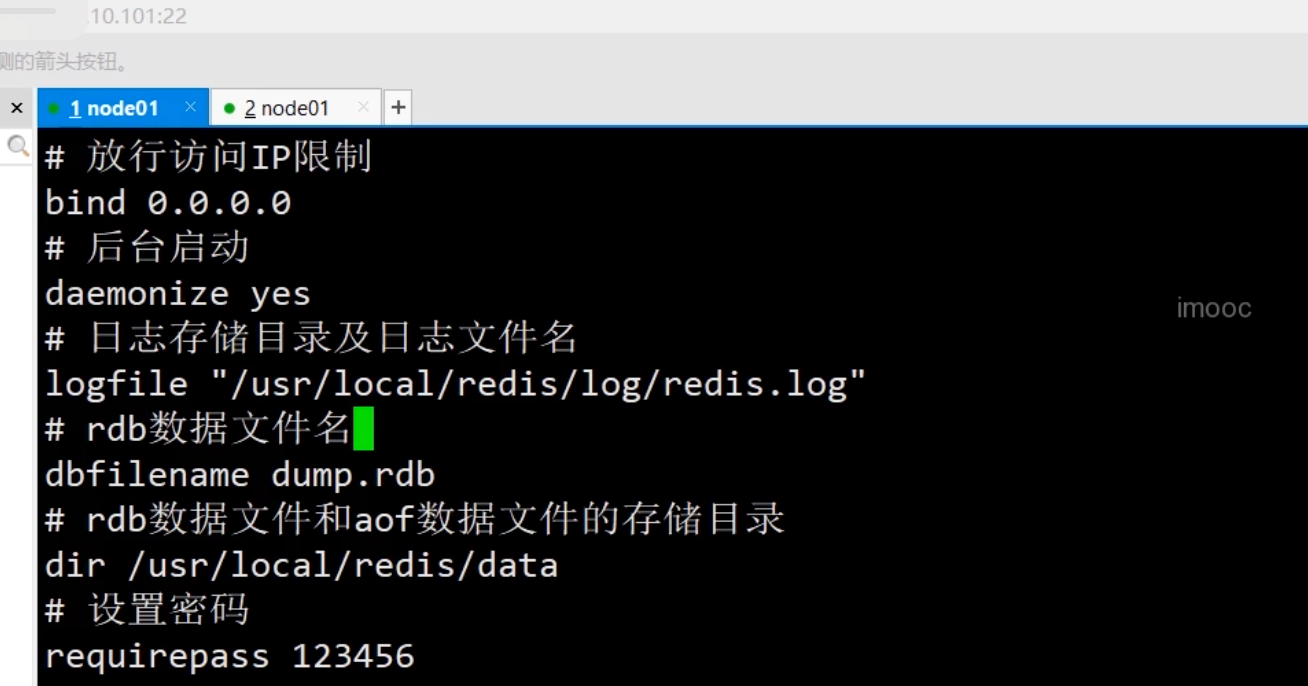 .10.101:22
测的箭头按钮。
1 node01
2 node01
# 放行访问IP限制
bind 0.0.0.0
# 后台启动
daemonize yes
imooc
# 日志存储目录及日志文件名
logfile "/usr/local/redis/log/redis.log"
# rdb数据文件名
dbfilename dump.rdb
# rdb数据文件和aof数据文件的存储目录
dir /usr/local/redis/data
# 设置密码
requirepass 123456